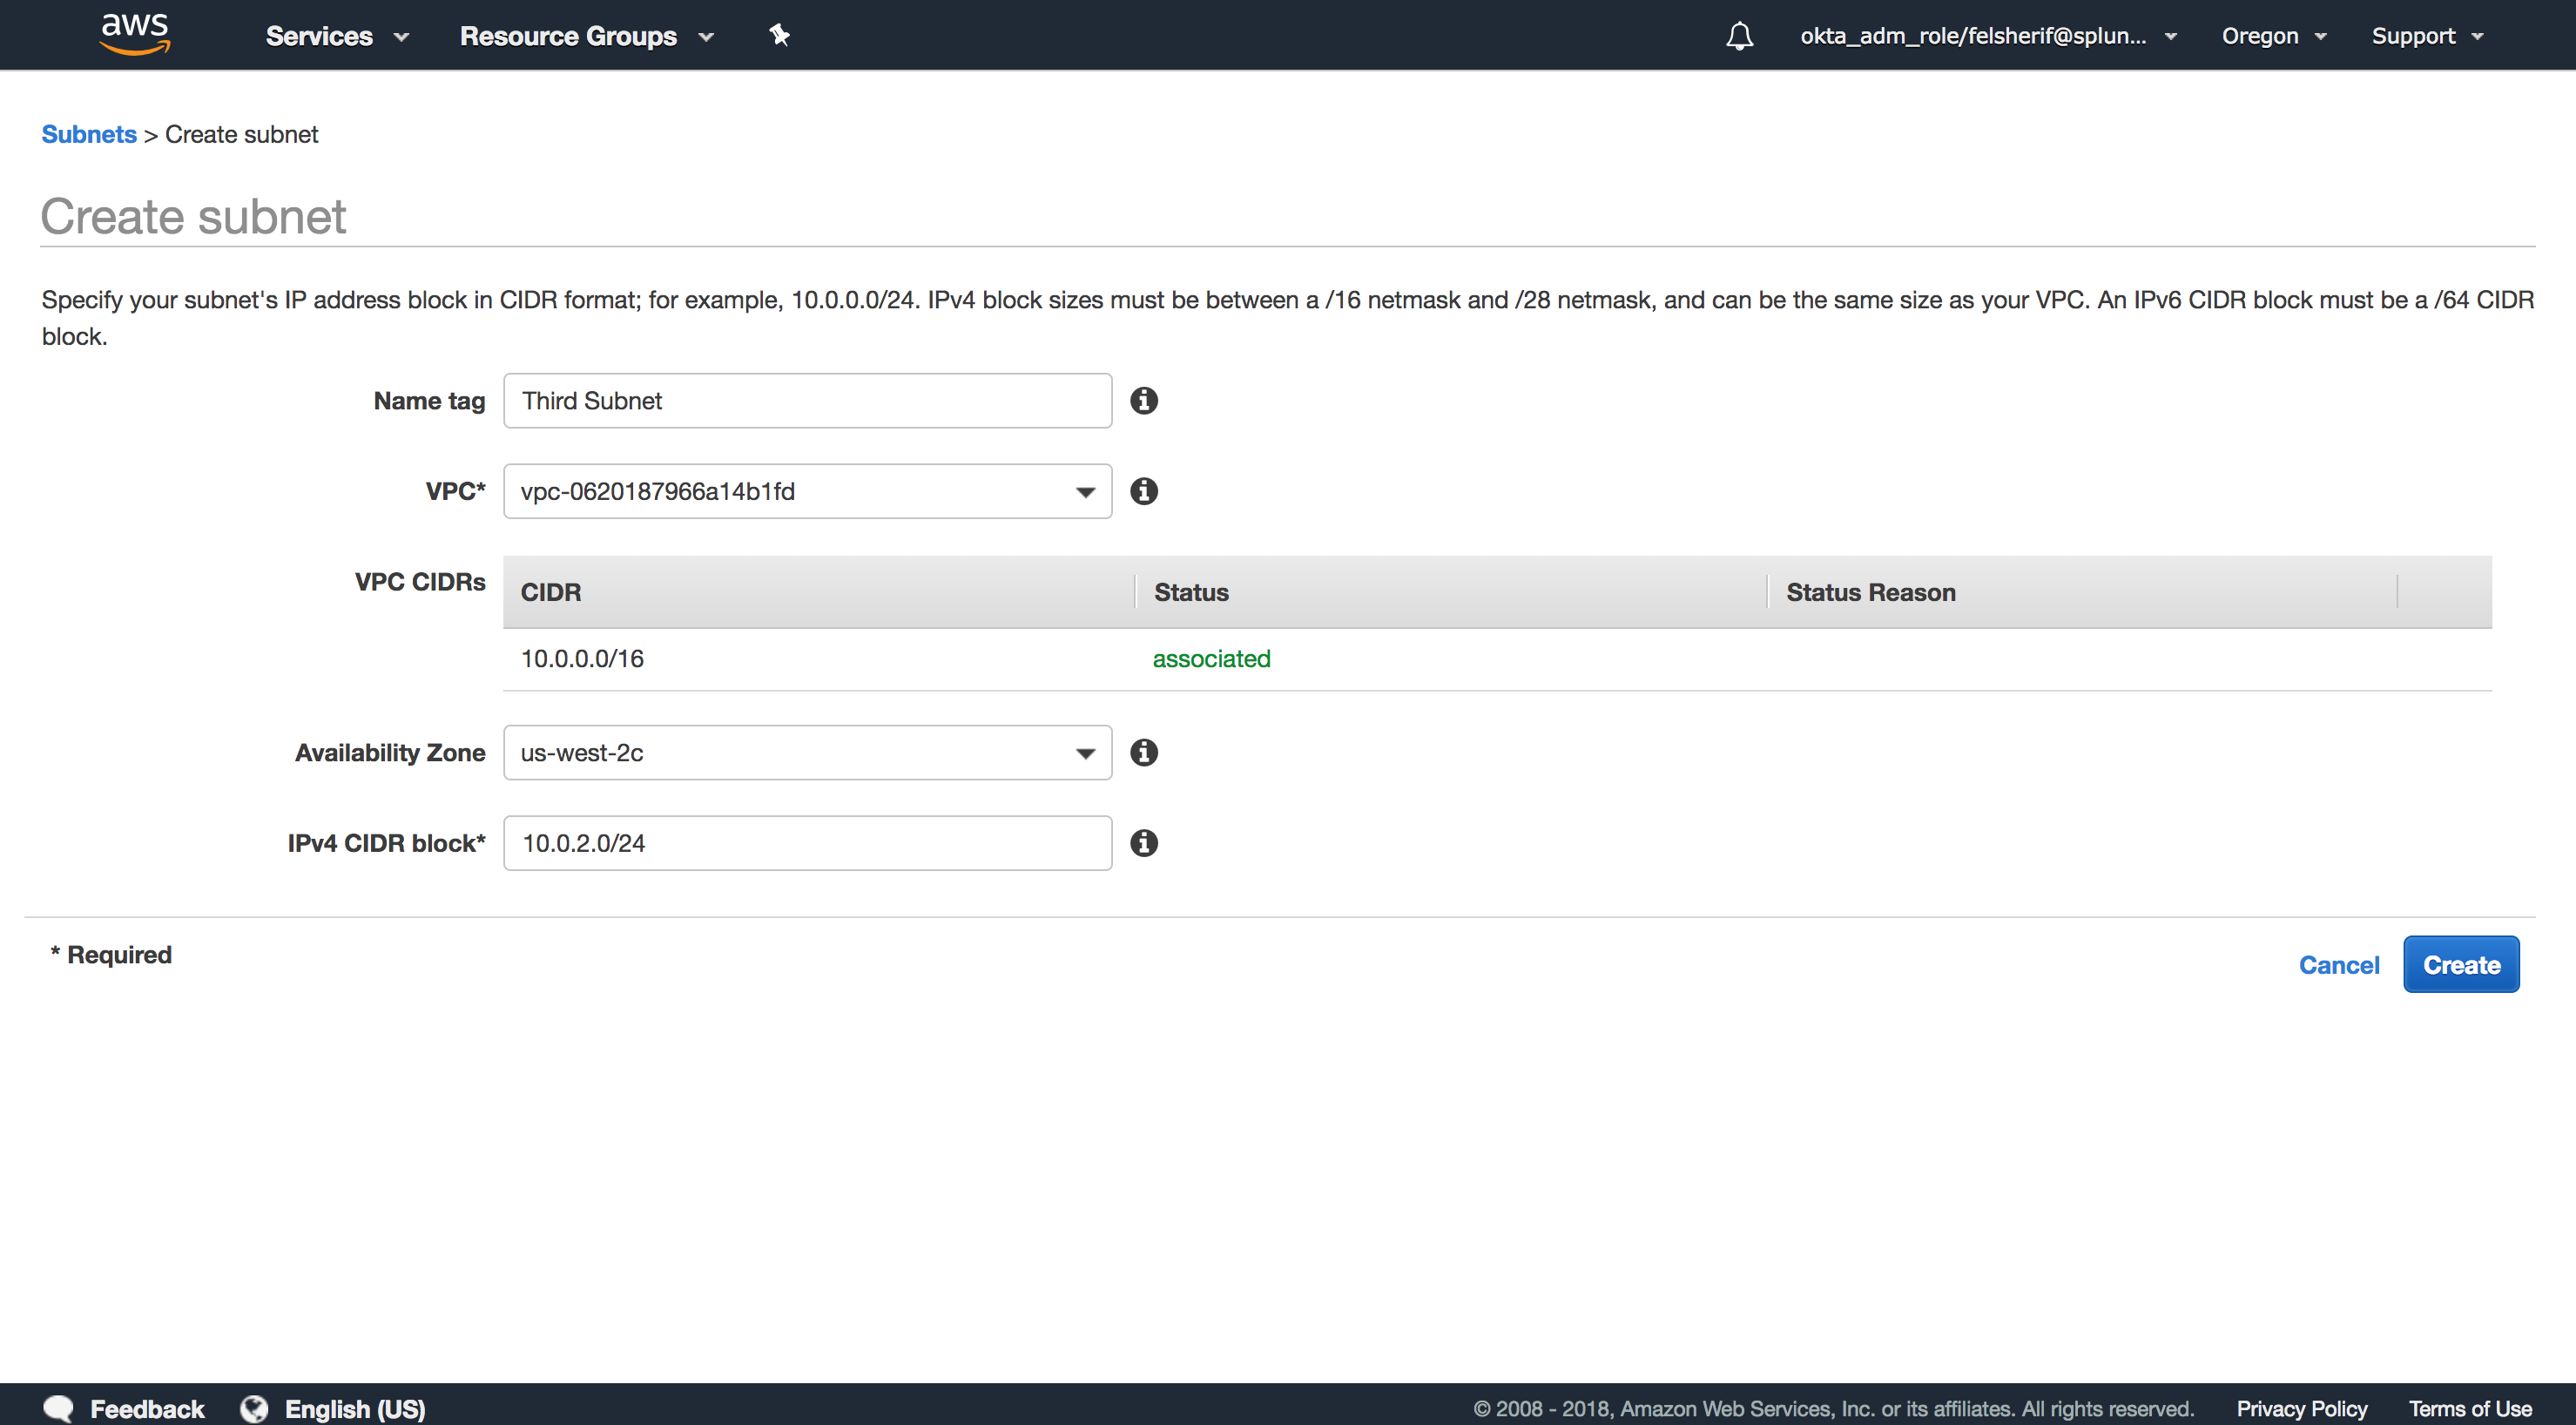 aws Services Resource Groups okta_adm_role/felsherif@splun... Oregon Support
Subnets > Create subnet
Create subnet
Specify your subnet's IP address block in CIDR format; for example, 10.0.0.0/24. IPv4 block sizes must be between a /16 netmask and /28 netmask, and can be the same size as your VPC. An IPv6 CIDR block must be a /64 CIDR
block.
Name tag Third Subnet
VPC* vpc-0620187966a14b1fd
VPC CIDRs CIDR Status Status Reason
10.0.0.0/16 associated
Availability Zone us-west-2c
IPv4 CIDR block* 10.0.2.0/24
* Required
Cancel Create
Feedback English (US) © 2008 - 2018, Amazon Web Services, Inc. or its affiliates. All rights reserved. Privacy Policy Terms of Use